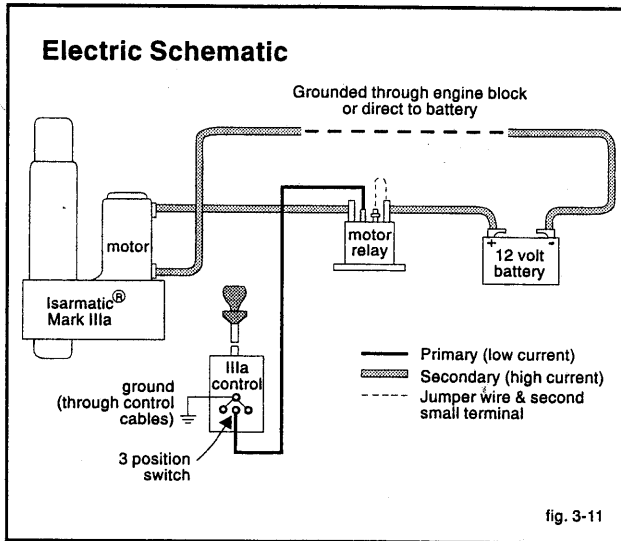 Electric Schematic
Grounded through engine block
or direct to battery
motor
motor
relay
+
-
12 volt
battery
Isarmatic®
Mark IIIa
IIIa
control
ground
(through control
cables)
3 position
switch
Primary (low current)
Secondary (high current)
Jumper wire & second
small terminal
fig. 3-11